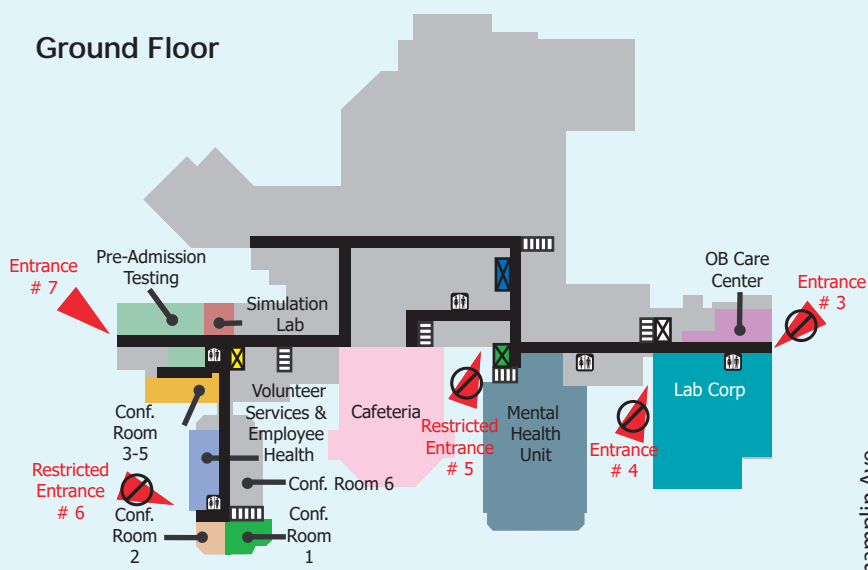 Ground Floor
Pre-Admission
Testing
Entrance
# 7
Simulation
Lab
OB Care
Center
Entrance
# 3
Volunteer
Services &
Employee
Health
Cafeteria
Restricted
Entrance
# 5
Mental
Health
Unit
Entrance
# 4
Lab Corp
Conf.
Room
3-5
Restricted
Entrance
# 6
Conf. Room 6
Conf.
Room
2
Conf.
Room
1